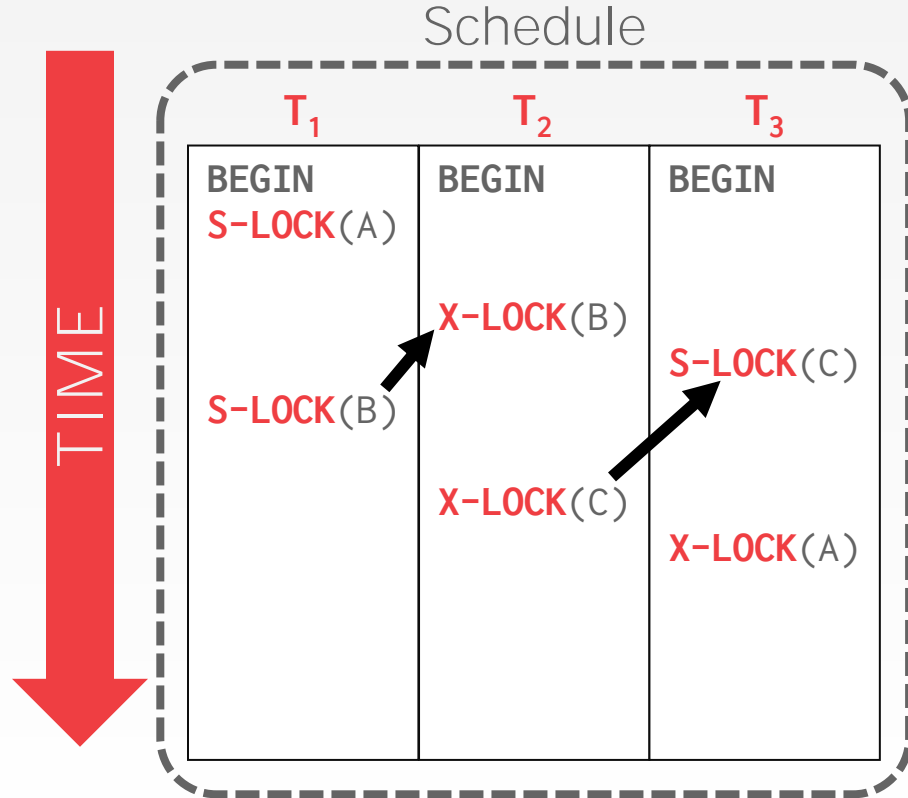 Schedule
TIME
T₁ T₂ T₃
BEGIN BEGIN BEGIN
S-LOCK(A)
X-LOCK(B)
S-LOCK(C)
S-LOCK(B)
X-LOCK(C)
X-LOCK(A)